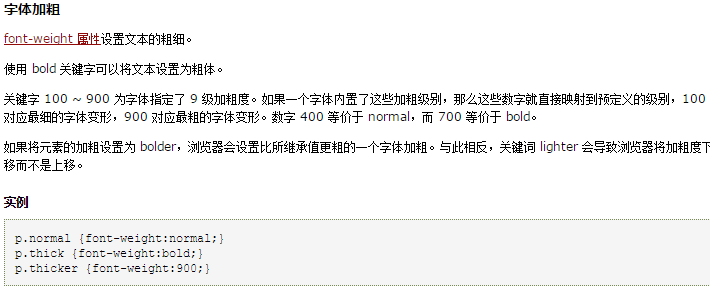 字体加粗
font-weight 属性设置文本的粗细。
使用 bold 关键字可以将文本设置为粗体。
关键字 100 ~ 900 为字体指定了 9 级加粗度。如果一个字体内置了这些加粗级别，那么这些数字就直接映射到预定义的级别，100
对应最细的字体变形，900 对应最粗的字体变形。数字 400 等价于 normal，而 700 等价于 bold。
如果将元素的加粗设置为 bolder，浏览器会设置比所继承值更粗的一个字体加粗。与此相反，关键词 lighter 会导致浏览器将加粗度下
移而不是上移。
实例
p.normal {font-weight:normal;}
p.thick {font-weight:bold;}
p.thicker {font-weight:900;}